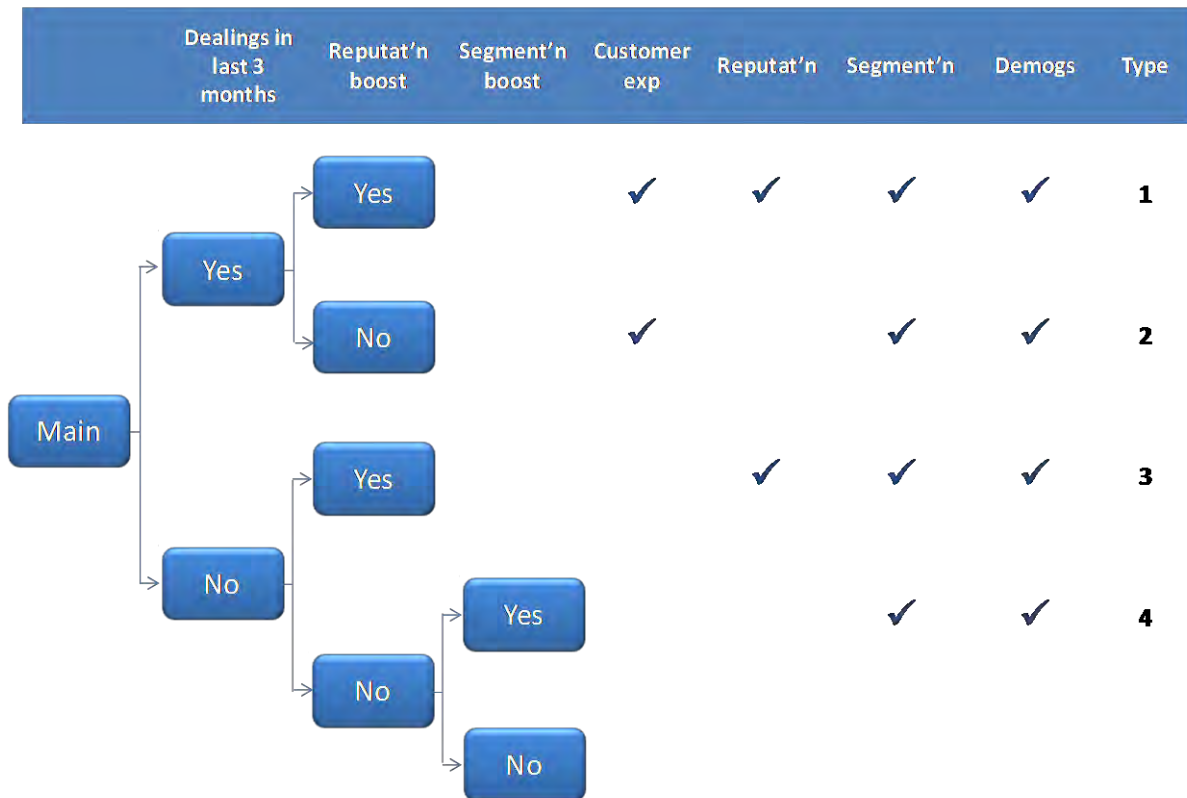 Dealings in
last 3
months
Reputat'n
boost
Segment'n
boost
Customer
exp
Reputat'n
Segment'n
Demogs
Type
Yes
✓ ✓ ✓ ✓ 1
Yes
No
✓ ✓ ✓ 2
Main
Yes
✓ ✓ ✓ 3
No
Yes
✓ ✓ 4
No
No